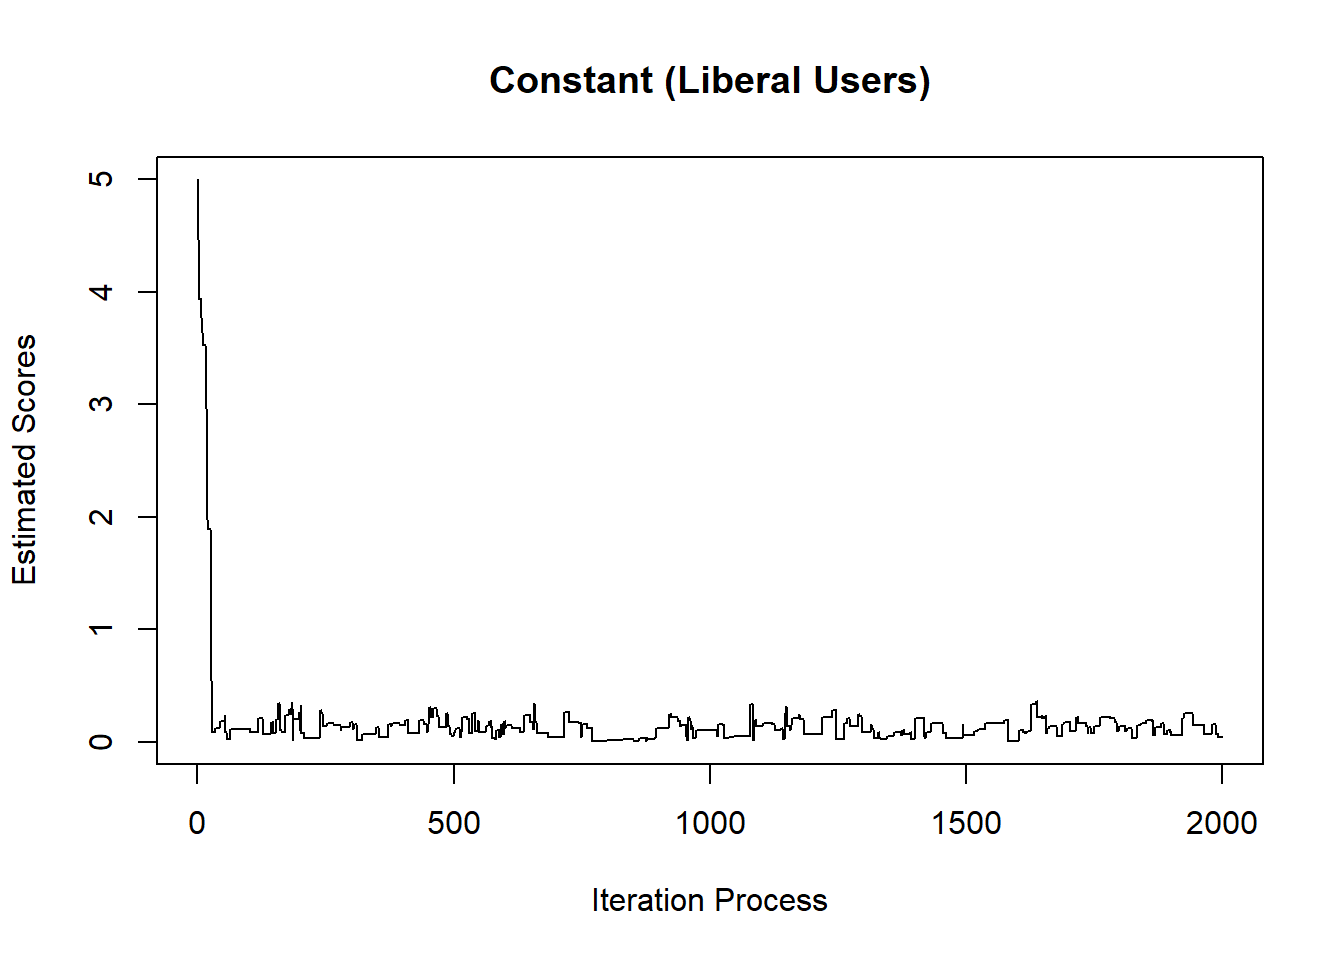 Constant (Liberal Users)
Estimated Scores
5
4
3
2
1
0
0 500 1000 1500 2000
Iteration Process